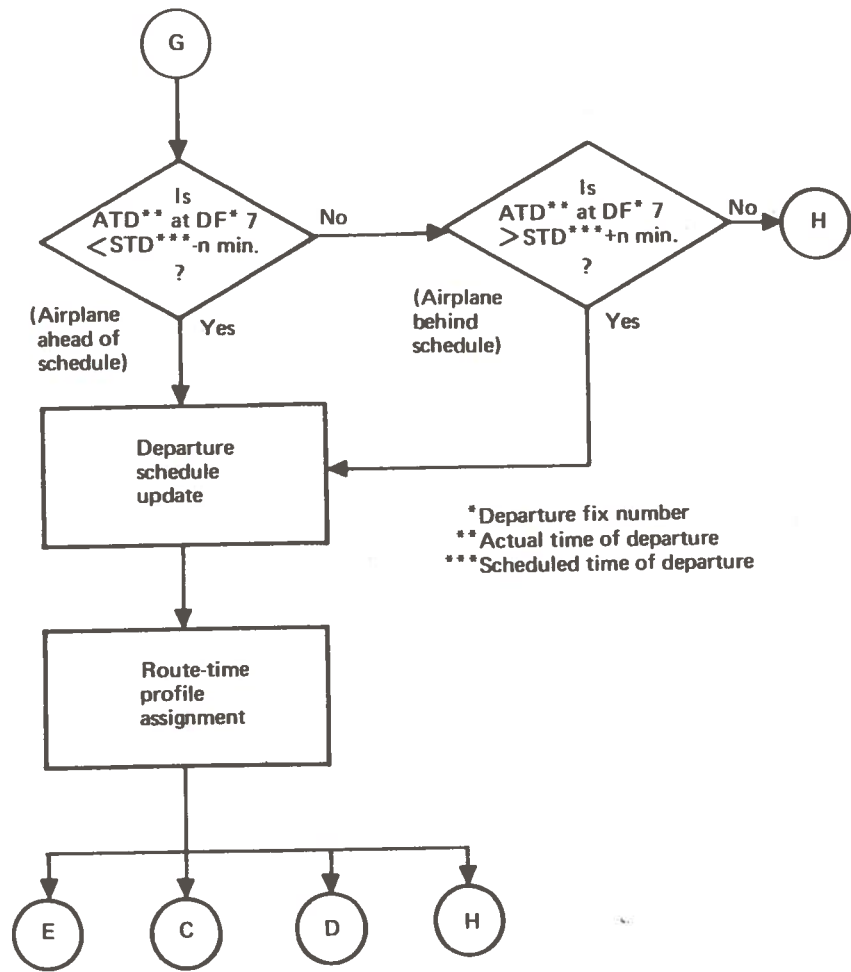 G
Is
ATD** at DF* 7
<STD***-n min.
?
No
Is
ATD** at DF* 7
>STD***+n min.
?
No
H
(Airplane
ahead of
schedule)
Yes
(Airplane
behind
schedule)
Yes
Departure
schedule
update
*Departure fix number
**Actual time of departure
***Scheduled time of departure
Route-time
profile
assignment
E
C
D
H